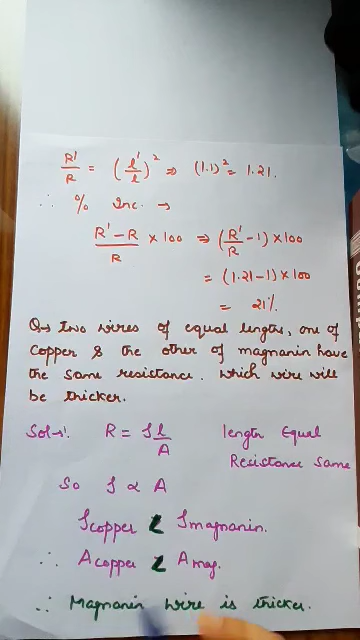 R'/R = (l'/l)² ⇒ (1.1)² = 1.21.
∴ % Inc. →
R'-R/R × 100 ⇒ (R'/R -1) × 100
= (1.21-1) × 100
= 21%.
Q→ Two wires of equal length, one of
copper & the other of magnanin have
the same resistance. Which wire will
be thicker.
Sol→. R = ρl/A length Equal
Resistance same
So ρ ∝ A
ρcopper < ρmagnanin.
∴ Acopper < Amag.
∴ Magnanin wire is thicker.